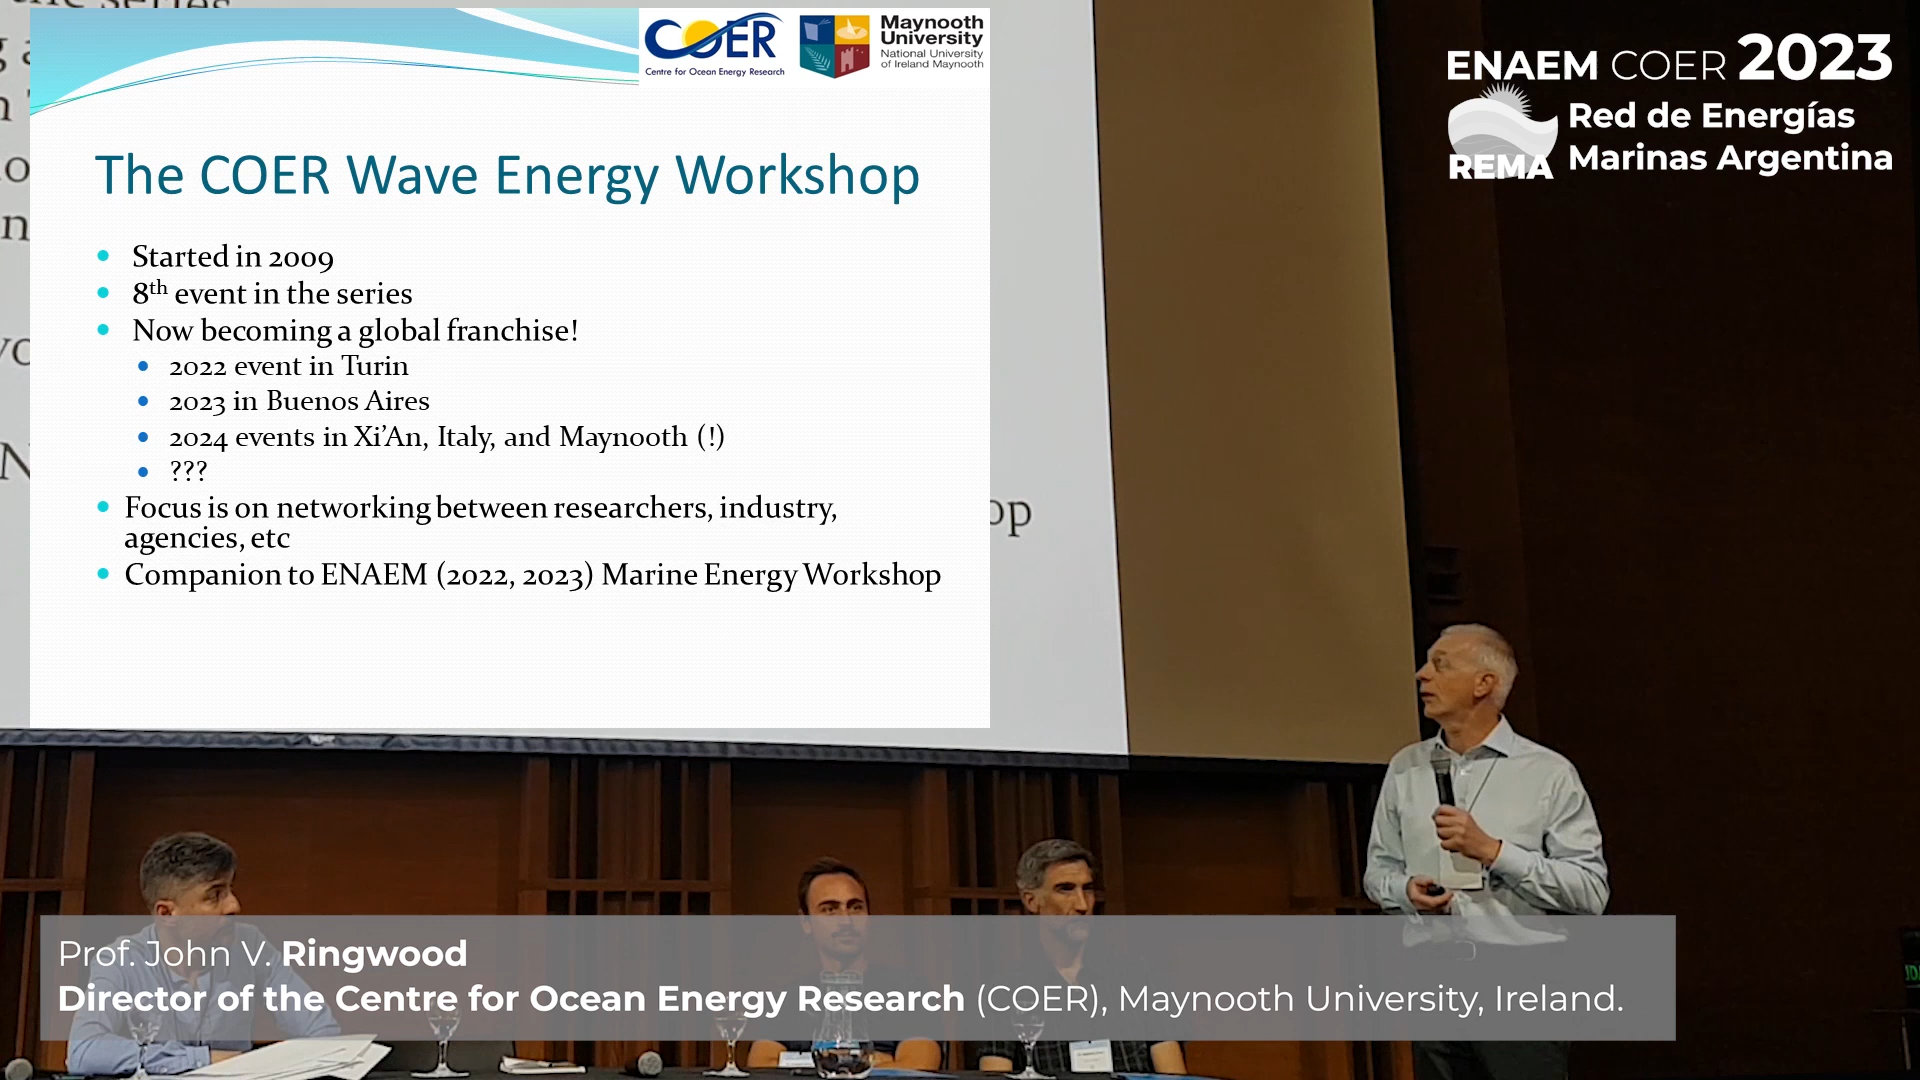 COER
Centre for Ocean Energy Research
Maynooth
University
National University
of Ireland Maynooth
ENAEM COER 2023
REMA
Red de Energías
Marinas Argentina
The COER Wave Energy Workshop
Started in 2009
8th event in the series
Now becoming a global franchise!
2022 event in Turin
2023 in Buenos Aires
2024 events in Xi’An, Italy, and Maynooth (!)
???
Focus is on networking between researchers, industry,
agencies, etc
Companion to ENAEM (2022, 2023) Marine Energy Workshop
op
Prof. John V. Ringwood
Director of the Centre for Ocean Energy Research (COER), Maynooth University, Ireland.